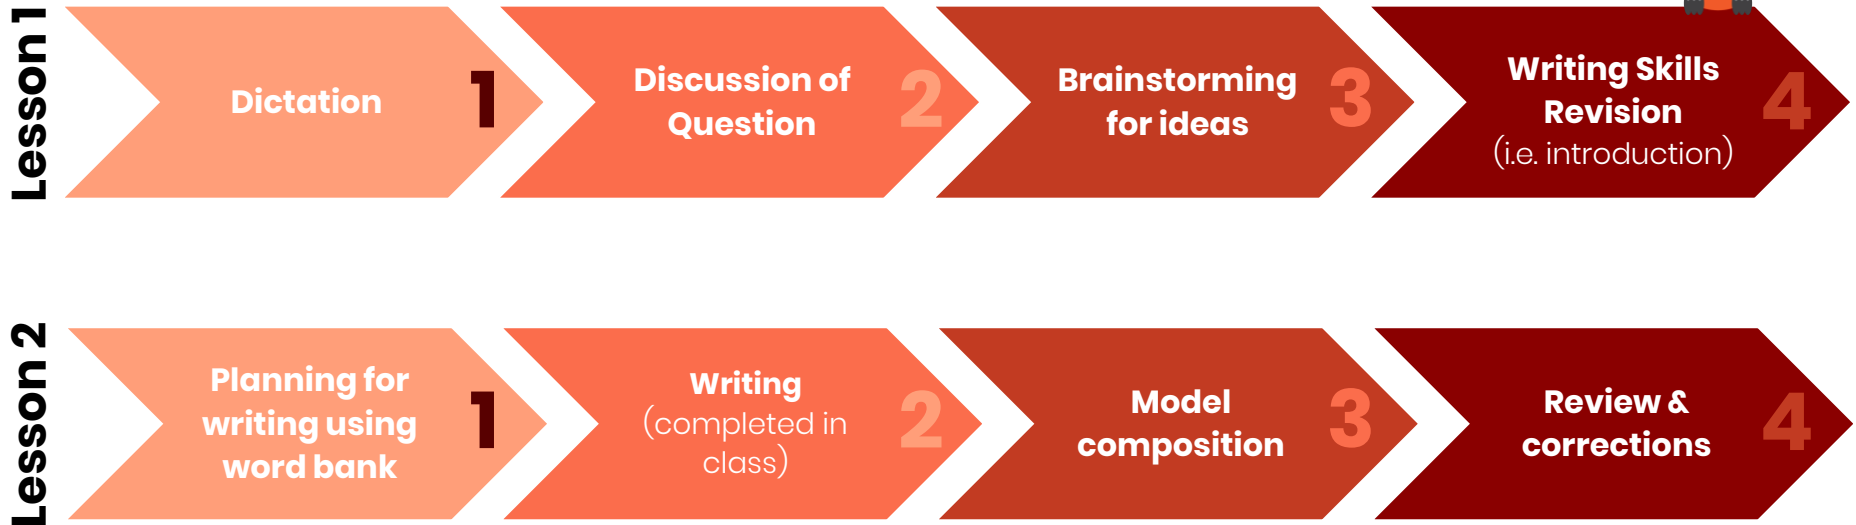 Lesson 1
Dictation
1
Discussion of
Question
2
Brainstorming
for ideas
3
Writing Skills
Revision
(i.e. introduction)
4
Lesson 2
Planning for
writing using
word bank
1
Writing
(completed in
class)
2
Model
composition
3
Review &
corrections
4